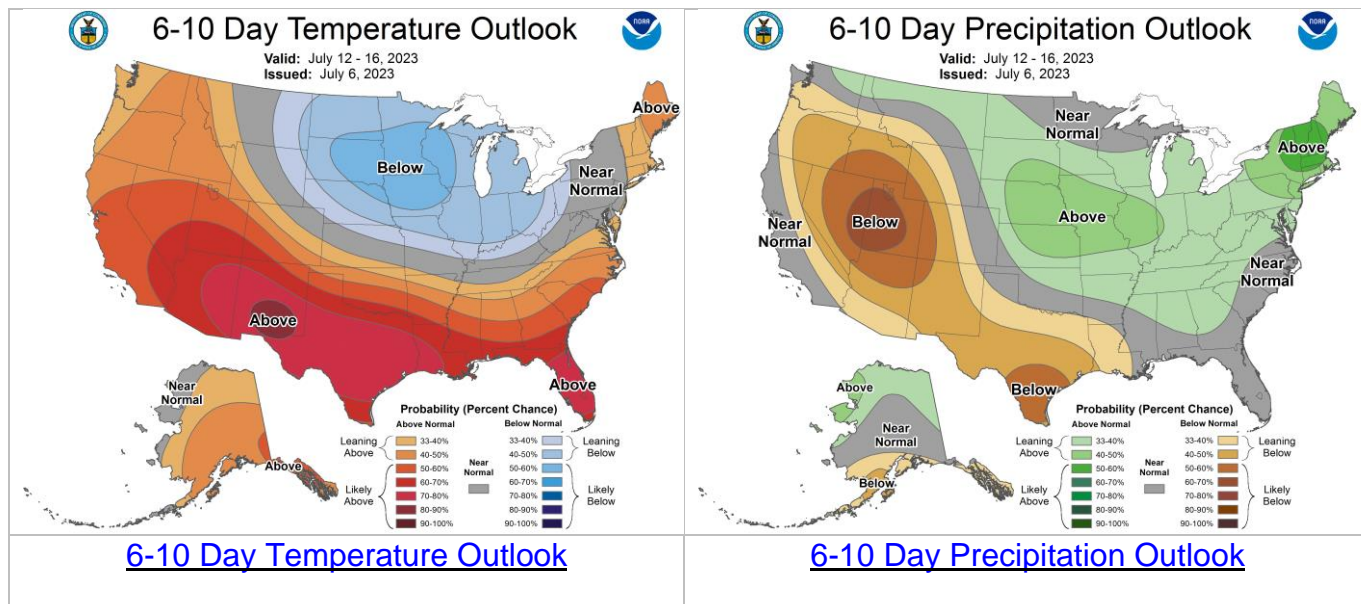 6-10 Day Temperature Outlook
Valid: July 12 - 16, 2023
Issued: July 6, 2023
Above
Below
Near
Normal
Above
Above
Near
Normal
Above
Probability (Percent Chance)
Above Normal
Below Normal
Leaning
Above
33-40%
40-50%
Likely
Above
50-60%
60-70%
70-80%
80-90%
90-100%
Near
Normal
33-40%
40-50%
Leaning
Below
50-60%
60-70%
70-80%
80-90%
90-100%
Likely
Below
6-10 Day Temperature Outlook
NOAA
6-10 Day Precipitation Outlook
Valid: July 12 - 16, 2023
Issued: July 6, 2023
Near
Normal
Above
Below
Above
Near
Normal
Near
Normal
Below
Above
Near
Normal
Below
Probability (Percent Chance)
Above Normal
Below Normal
Leaning
Above
33-40%
40-50%
Likely
Above
50-60%
60-70%
70-80%
80-90%
90-100%
Near
Normal
33-40%
40-50%
Leaning
Below
50-60%
60-70%
70-80%
80-90%
90-100%
Likely
Below
6-10 Day Precipitation Outlook
NOAA